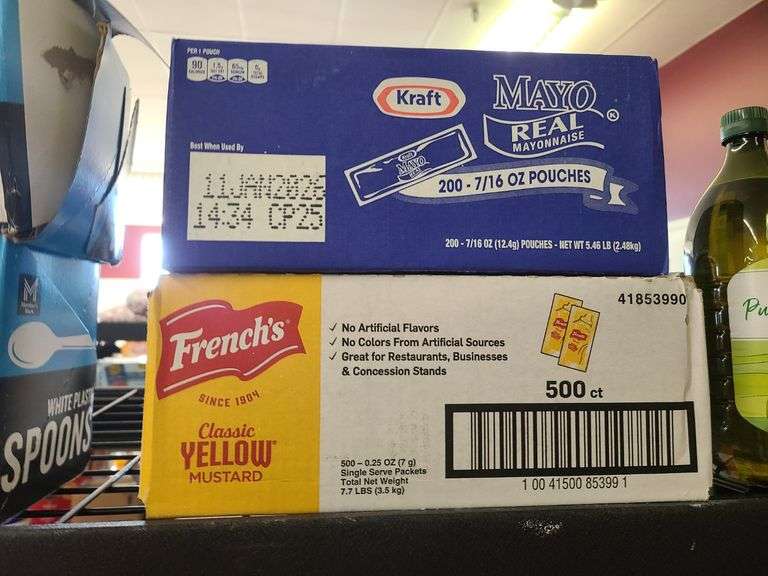 PER 1 POUCH
90
Kraft
MAYO
REAL
MAYONNAISE
Best When Used By
14:34 CP25
Kraft
MAYO
200 - 7/16 OZ POUCHES
200 - 7/16 OZ (12.4g) POUCHES - NET WT 5.46 LB (2.48kg)
French's
SINCE 1904
Classic
YELLOW
MUSTARD
✓ No Artificial Flavors
✓ No Colors From Artificial Sources
✓ Great for Restaurants, Businesses
& Concession Stands
41853990
500 ct
500 – 0.25 OZ (7 g)
Single Serve Packets
Total Net Weight
7.7 LBS (3.5 kg)
1 00 41500 85399 1
M
WHITE
SPOONS
Pu